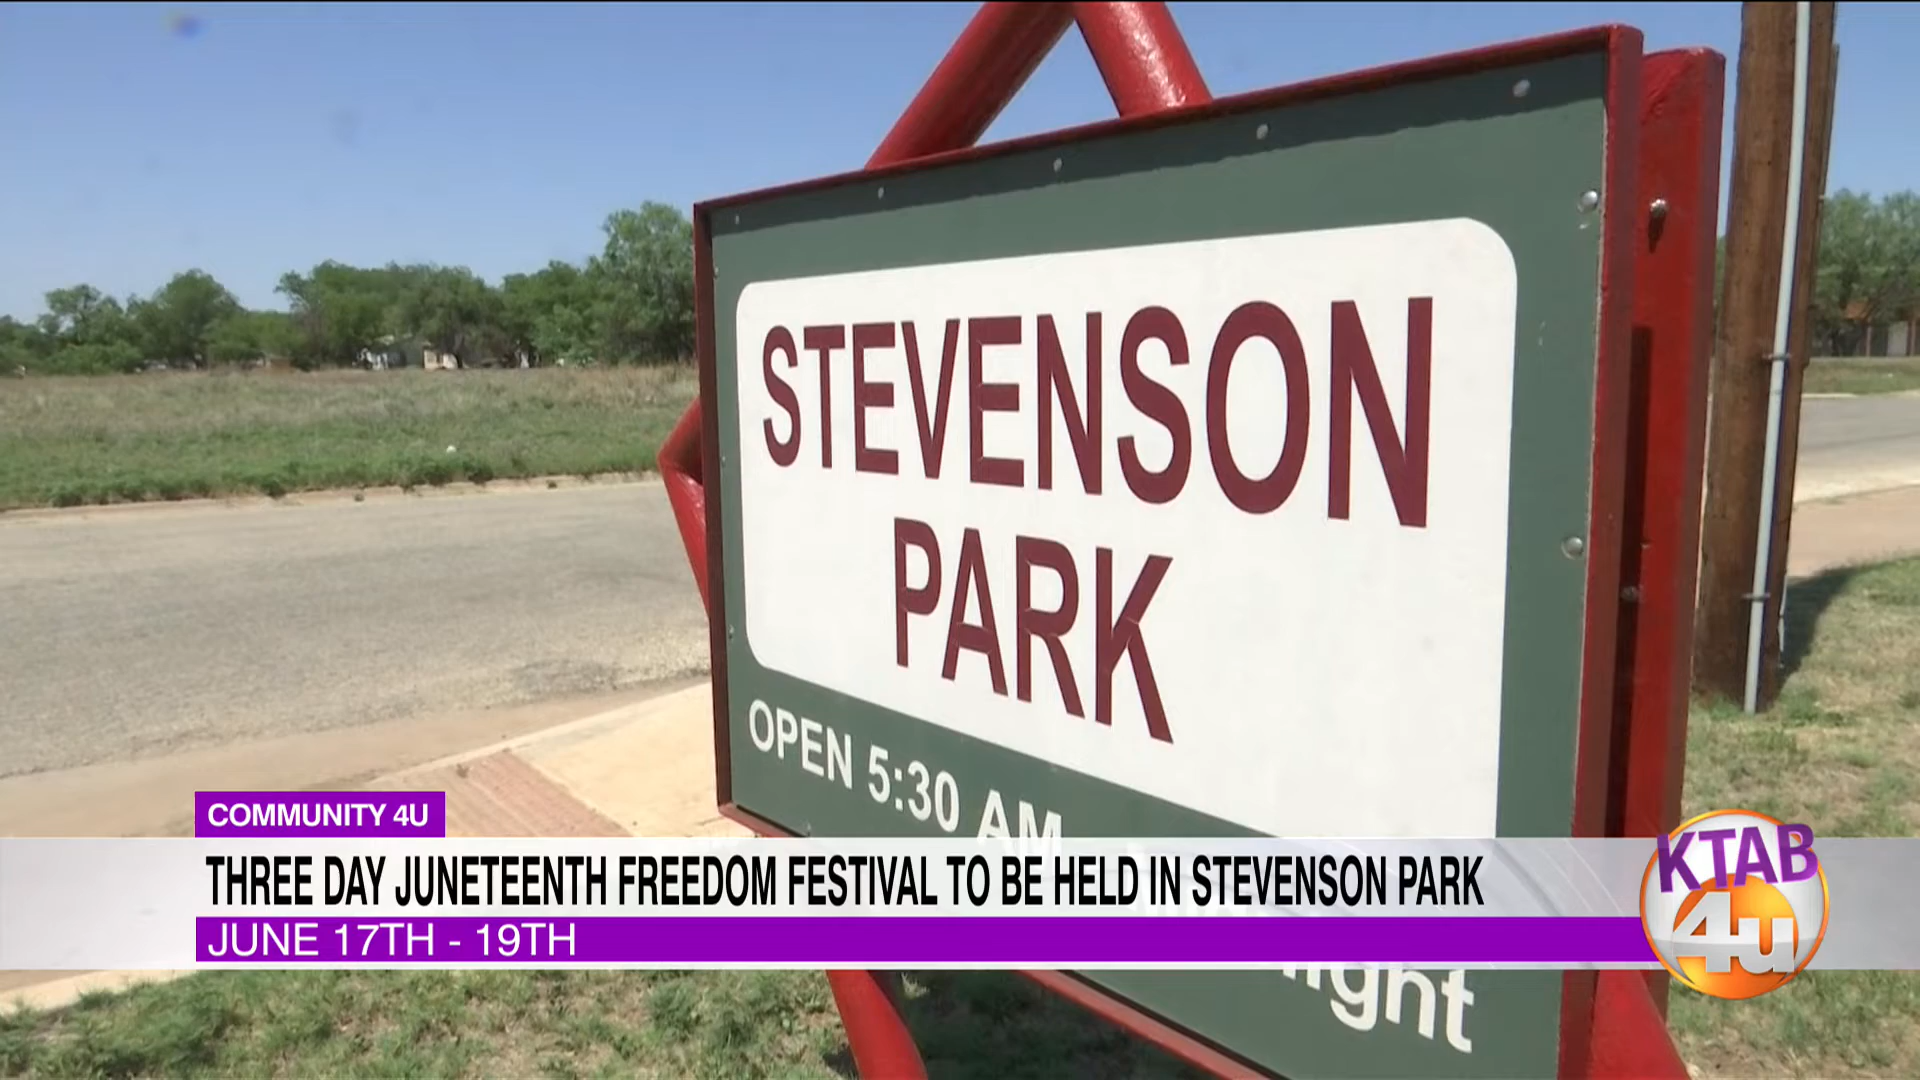 STEVENSON
PARK
OPEN 5:30 AM
COMMUNITY 4U
THREE DAY JUNETEENTH FREEDOM FESTIVAL TO BE HELD IN STEVENSON PARK
JUNE 17TH - 19TH
KTAB
4u